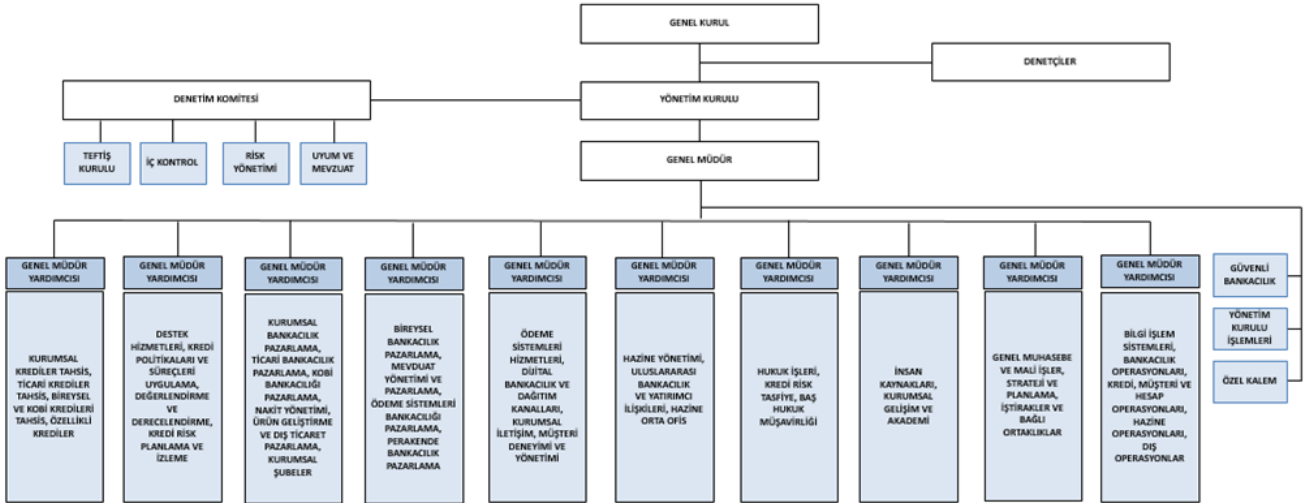 GENEL KURUL
DENETÇİLER
DENETİM KOMİTESİ
YÖNETİM KURULU
TEFTİŞ
KURULU
İÇ KONTROL
RİSK
YÖNETİMİ
UYUM VE
MEVZUAT
GENEL MÜDÜR
GENEL MÜDÜR
YARDIMCISI
KURUMSAL
KREDİLER TAHSİS,
TİCARİ KREDİLER
TAHSİS, BİREYSEL
VE KOBİ KREDİLERİ
TAHSİS, ÖZELLİKLİ
KREDİLER
GENEL MÜDÜR
YARDIMCISI
DESTEK
HİZMETLERİ, KREDİ
POLİTİKALARI VE
SÜREÇLERİ
UYGULAMA,
DEĞERLENDİRME
VE
DERECELENDİRME,
KREDİ RİSK
PLANLAMA VE
İZLEME
GENEL MÜDÜR
YARDIMCISI
KURUMSAL
BANKACILIK
PAZARLAMA,
TİCARİ BANKACILIK
PAZARLAMA, KOBİ
BANKACILIĞI
PAZARLAMA,
NAKİT YÖNETİMİ,
ÜRÜN GELİŞTİRME
VE DIŞ TİCARET
PAZARLAMA,
KURUMSAL
ŞUBELER
GENEL MÜDÜR
YARDIMCISI
BİREYSEL
BANKACILIK
PAZARLAMA,
MEVDUAT
YÖNETİMİ VE
PAZARLAMA,
ÖDEME SİSTEMLERİ
BANKACILIĞI
PAZARLAMA,
PERAKENDE
BANKACILIK
PAZARLAMA
GENEL MÜDÜR
YARDIMCISI
ÖDEME
SİSTEMLERİ
HİZMETLERİ,
DİJİTAL
BANKACILIK VE
DAĞITIM
KANALLARI,
KURUMSAL
İLETİŞİM, MÜŞTERİ
DENEYİMİ VE
YÖNETİMİ
GENEL MÜDÜR
YARDIMCISI
HAZİNE YÖNETİMİ,
ULUSLARARASI
BANKACILIK
VE YATIRIMCI
İLİŞKİLERİ, HAZİNE
ORTA OFİS
GENEL MÜDÜR
YARDIMCISI
HUKUK İŞLERİ,
KREDİ RİSK
TASFİYE, BAŞ
HUKUK
MÜŞAVİRLİĞİ
GENEL MÜDÜR
YARDIMCISI
İNSAN
KAYNAKLARI,
KURUMSAL
GELİŞİM VE
AKADEMİ
GENEL MÜDÜR
YARDIMCISI
GENEL MUHASEBE
VE MALİ İŞLER,
STRATEJİ VE
PLANLAMA,
İŞTİRAKLER VE
BAĞLI
ORTAKLIKLAR
GENEL MÜDÜR
YARDIMCISI
BİLGİ İŞLEM
SİSTEMLERİ,
BANKACILIK
OPERASYONLARI,
KREDİ, MÜŞTERİ VE
HESAP
OPERASYONLARI,
HAZİNE
OPERASYONLARI,
DIŞ
OPERASYONLAR
GÜVENLİ
BANKACILIK
YÖNETİM
KURULU
İŞLEMLERİ
ÖZEL KALEM